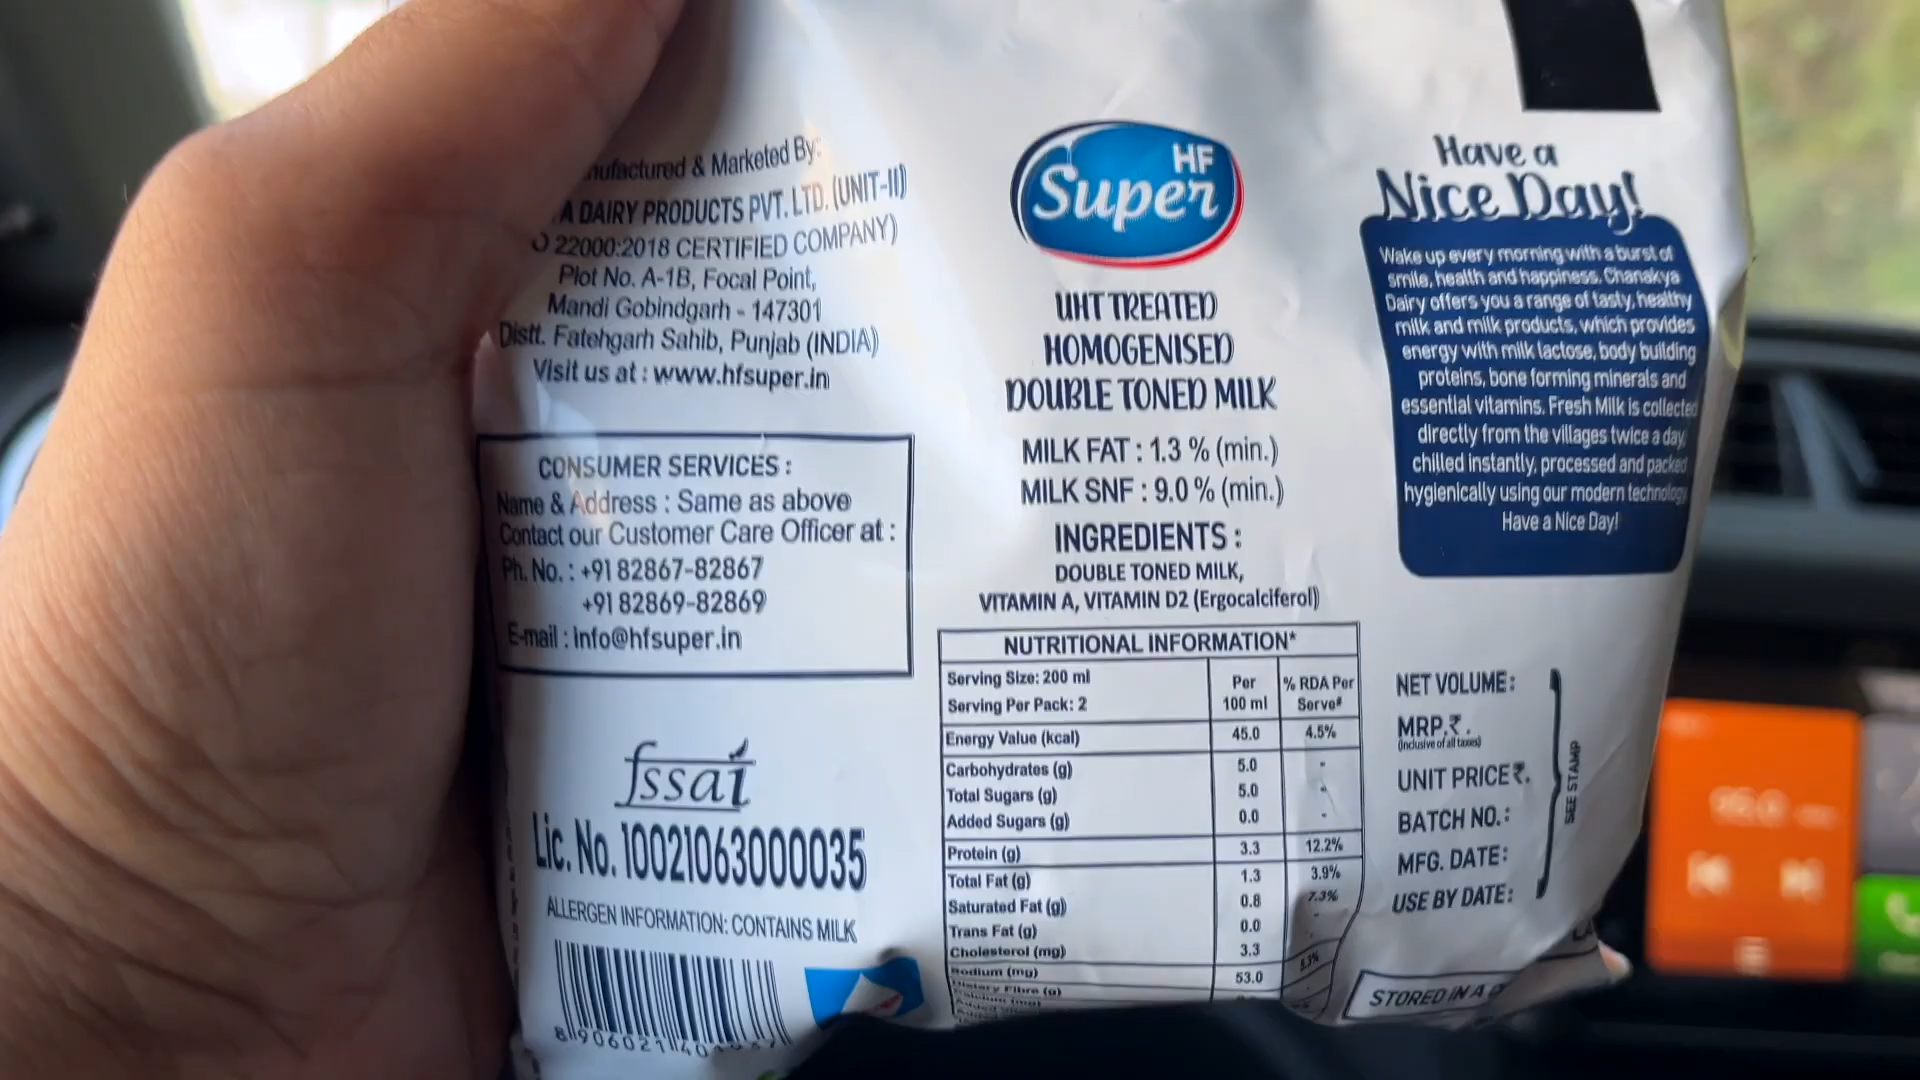 Manufactured & Marketed By:
A DAIRY PRODUCTS PVT. LTD. (UNIT-II)
22000:2018 CERTIFIED COMPANY)
Plot No. A-1B, Focal Point,
Mandi Gobindgarh - 147301
Distt. Fatehgarh Sahib, Punjab (INDIA)
Visit us at : www.hfsuper.in
CONSUMER SERVICES :
Name & Address : Same as above
Contact our Customer Care Officer at :
Ph. No. : +91 82867-82867
+91 82869-82869
E-mail : info@hfsuper.in
fssai
Lic. No. 10021063000035
ALLERGEN INFORMATION: CONTAINS MILK
HF
Super
UHT TREATED
HOMOGENISED
DOUBLE TONED MILK
MILK FAT : 1.3 % (min.)
MILK SNF : 9.0 % (min.)
INGREDIENTS :
DOUBLE TONED MILK,
VITAMIN A, VITAMIN D2 (Ergocalciferol)
NUTRITIONAL INFORMATION*
Serving Size: 200 ml
Serving Per Pack: 2
Per
100 ml
% RDA Per
Serve#
Energy Value (kcal) 45.0 4.5%
Carbohydrates (g) 5.0 -
Total Sugars (g) 5.0 -
Added Sugars (g) 0.0 -
Protein (g) 3.3 12.2%
Total Fat (g) 1.3 3.9%
Saturated Fat (g) 0.8 7.3%
Trans Fat (g) 0.0 -
Cholesterol (mg) 3.3 -
Sodium (mg) 53.0
Dietary Fibre (g)
Have a
Nice Day!
Wake up every morning with a burst of
smile, health and happiness. Chanakya
Dairy offers you a range of tasty, healthy
milk and milk products, which provides
energy with milk lactose, body building
proteins, bone forming minerals and
essential vitamins. Fresh Milk is collected
directly from the villages twice a day,
chilled instantly, processed and packed
hygienically using our modern technology
Have a Nice Day!
NET VOLUME:
MRP.₹.
(inclusive of all taxes)
UNIT PRICE₹.
BATCH NO.:
MFG. DATE:
USE BY DATE:
SEE STAMP
STORED IN A